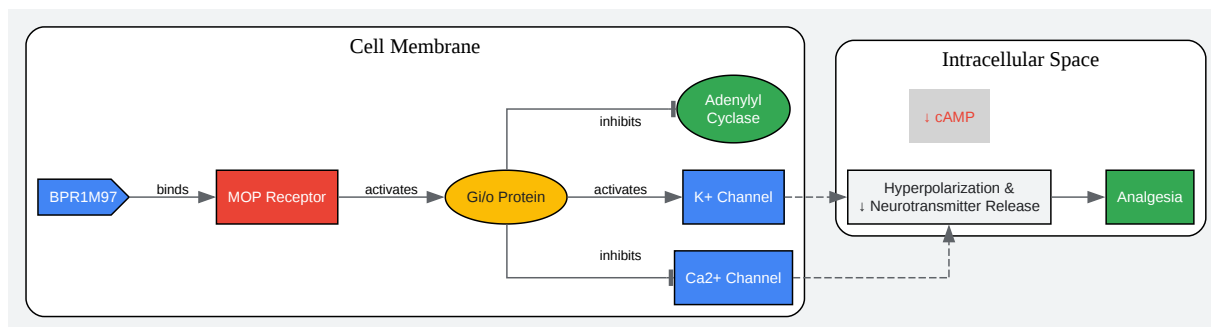 Cell Membrane
Intracellular Space
Adenylyl
Cyclase
inhibits
↓ cAMP
BPR1M97
binds
MOP Receptor
activates
Gi/o Protein
activates
K+ Channel
Hyperpolarization &
↓ Neurotransmitter Release
Analgesia
inhibits
Ca2+ Channel